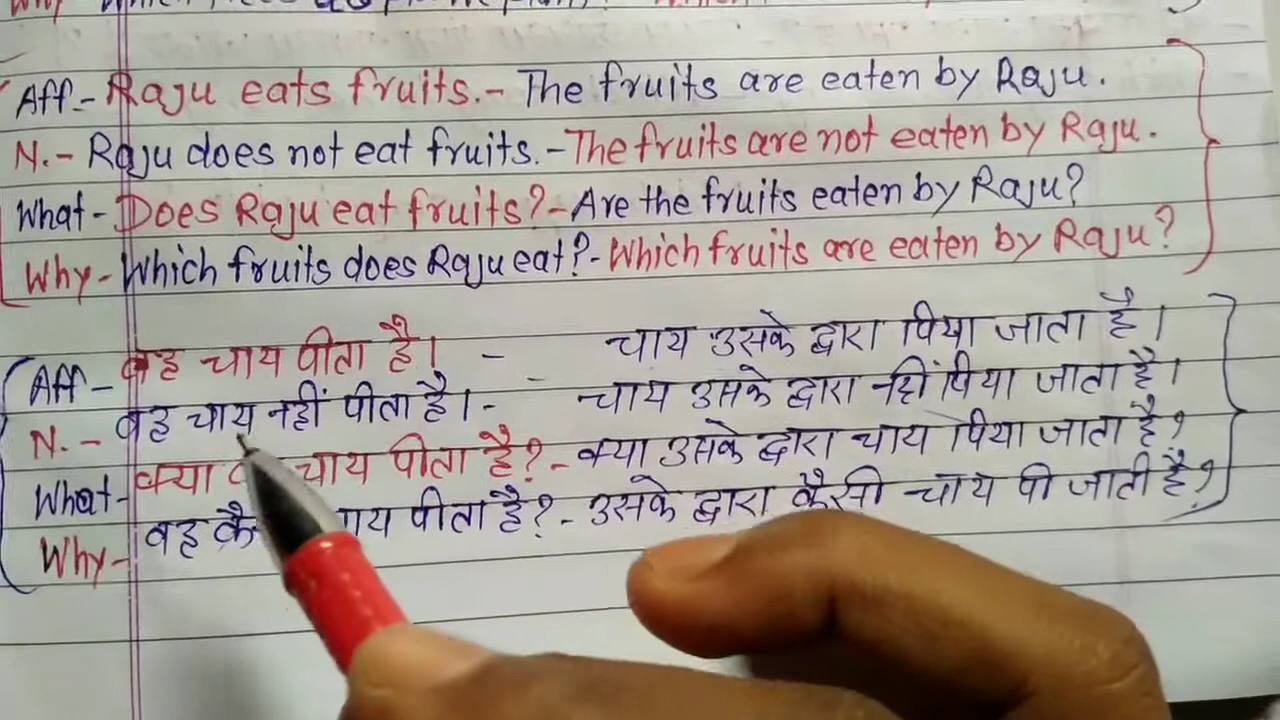 Aff- Raju eats fruits.- The fruits are eaten by Raju.
N.- Raju does not eat fruits.-The fruits are not eaten by Raju.
What- Does Raju eat fruits?- Are the fruits eaten by Raju?
Why- Which fruits does Raju eat?- Which fruits are eaten by Raju?
Aff- वह चाय पीता है। - चाय उसके द्वारा पिया जाता है।
N. - वह चाय नहीं पीता है। - चाय उसके द्वारा नहीं पिया जाता है।
What- क्या चाय पीता है?- क्या उसके द्वारा चाय पिया जाता है?
Why- वह पीता है?- उसके द्वारा कैसी चाय पी जाती है?